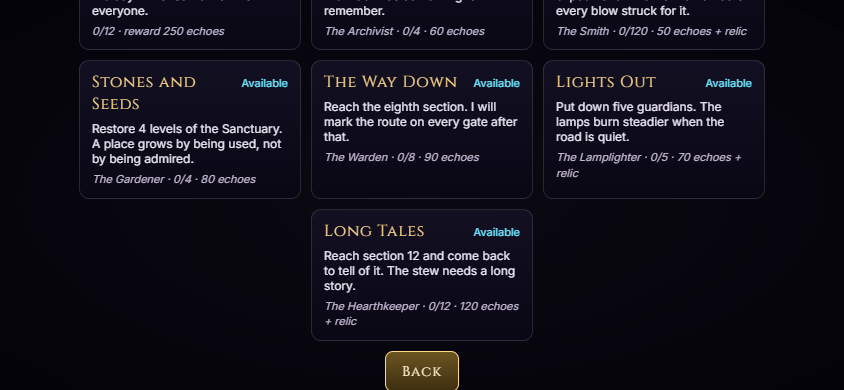 everyone.
0/12 · reward 250 echoes
remember.
The Archivist · 0/4 · 60 echoes
every blow struck for it.
The Smith · 0/120 · 50 echoes + relic
Stones and
Seeds
Available
Restore 4 levels of the Sanctuary.
A place grows by being used, not
by being admired.
The Gardener · 0/4 · 80 echoes
The Way Down
Available
Reach the eighth section. I will
mark the route on every gate after
that.
The Warden · 0/8 · 90 echoes
Lights Out
Available
Put down five guardians. The
lamps burn steadier when the
road is quiet.
The Lamplighter · 0/5 · 70 echoes +
relic
Long Tales
Available
Reach section 12 and come back
to tell of it. The stew needs a long
story.
The Hearthkeeper · 0/12 · 120 echoes
+ relic
Back